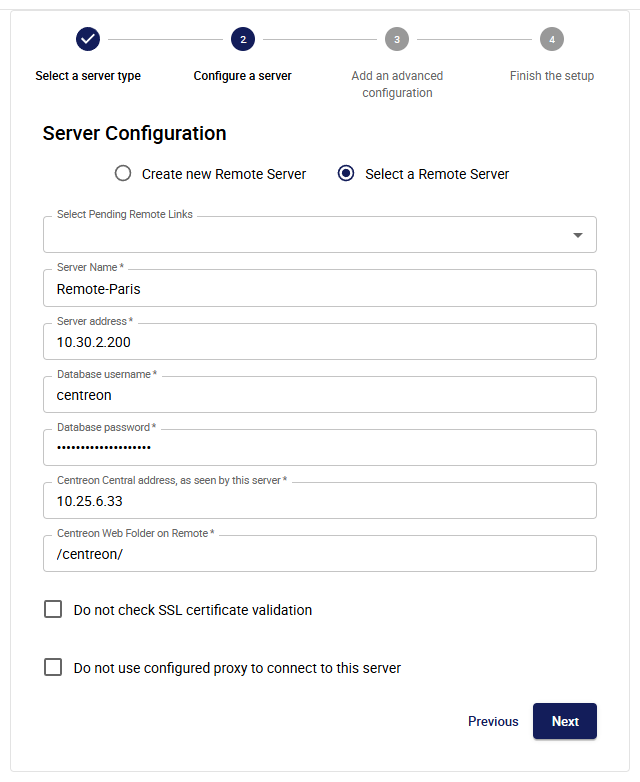 2
3
4
Select a server type
Configure a server
Add an advanced
configuration
Finish the setup
Server Configuration
Create new Remote Server
Select a Remote Server
Select Pending Remote Links
Server Name *
Remote-Paris
Server address *
10.30.2.200
Database username *
centreon
Database password *
••••••••••••••••••••
Centreon Central address, as seen by this server *
10.25.6.33
Centreon Web Folder on Remote *
/centreon/
Do not check SSL certificate validation
Do not use configured proxy to connect to this server
Previous
Next